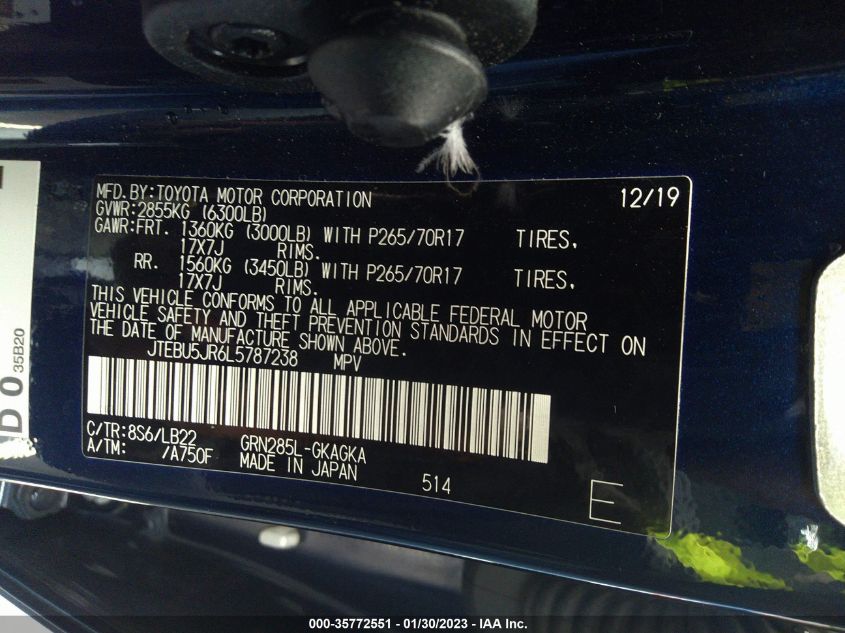 MFD.BY:TOYOTA MOTOR CORPORATION 12/19
GVWR:2855KG (6300LB)
GAWR:FRT. 1360KG (3000LB) WITH P265/70R17 TIRES,
17X7J RIMS.
RR. 1560KG (3450LB) WITH P265/70R17 TIRES,
17X7J RIMS.
THIS VEHICLE CONFORMS TO ALL APPLICABLE FEDERAL MOTOR
VEHICLE SAFETY AND THEFT PREVENTION STANDARDS IN EFFECT ON
THE DATE OF MANUFACTURE SHOWN ABOVE.
JTEBU5JR6L5787238 MPV
C/TR:8S6/LB22 GRN285L-GKAGKA
A/TM: /A750F MADE IN JAPAN
514
E
D 0
35B20
000-35772551 - 01/30/2023 - IAA Inc.